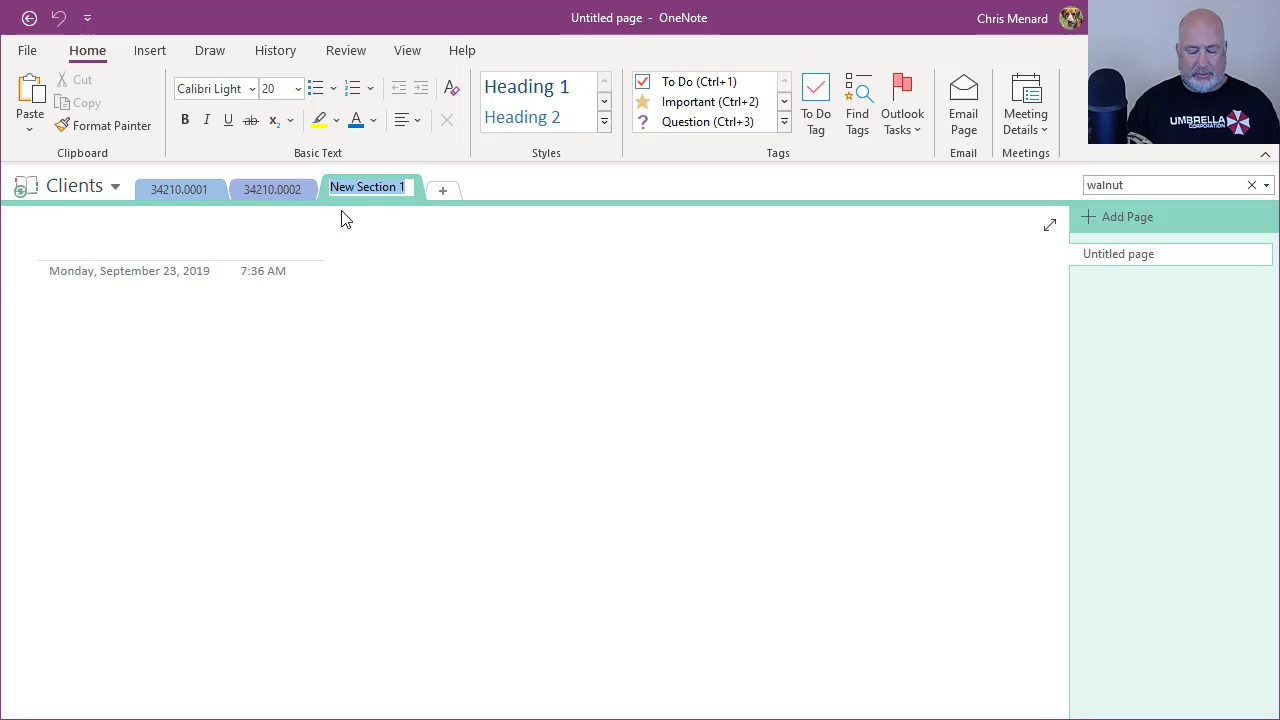 Untitled page - OneNote
Chris Menard
File Home Insert Draw History Review View Help
Paste
Cut
Copy
Format Painter
Clipboard
Calibri Light 20
B I U ab x₂ A
Basic Text
Heading 1
Heading 2
Styles
To Do (Ctrl+1)
Important (Ctrl+2)
Question (Ctrl+3)
To Do Tag
Find Tags
Outlook Tasks
Tags
Email Page
Email
Meeting Details
Meetings
UMBRELLA
CORPORATION
Clients
34210.0001
34210.0002
New Section 1
walnut
Add Page
Untitled page
Monday, September 23, 2019 7:36 AM